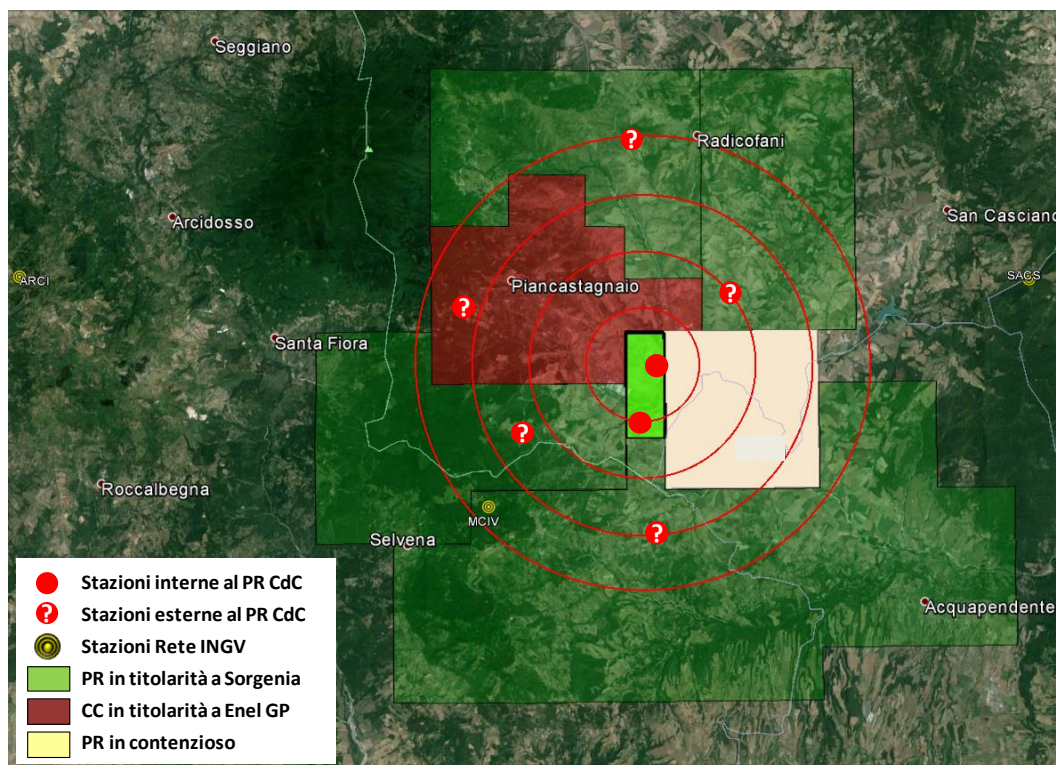 Seggiano
?
Radicofani
Arcidosso
San Casciano
ARCI
SACS
Piancastagnaio
?
?
Santa Fiora
?
Roccalbegna
MCIV
Selvena
?
Acquapendente
Stazioni interne al PR CdC
? Stazioni esterne al PR CdC
Stazioni Rete INGV
PR in titolarità a Sorgenia
CC in titolarità a Enel GP
PR in contenzioso